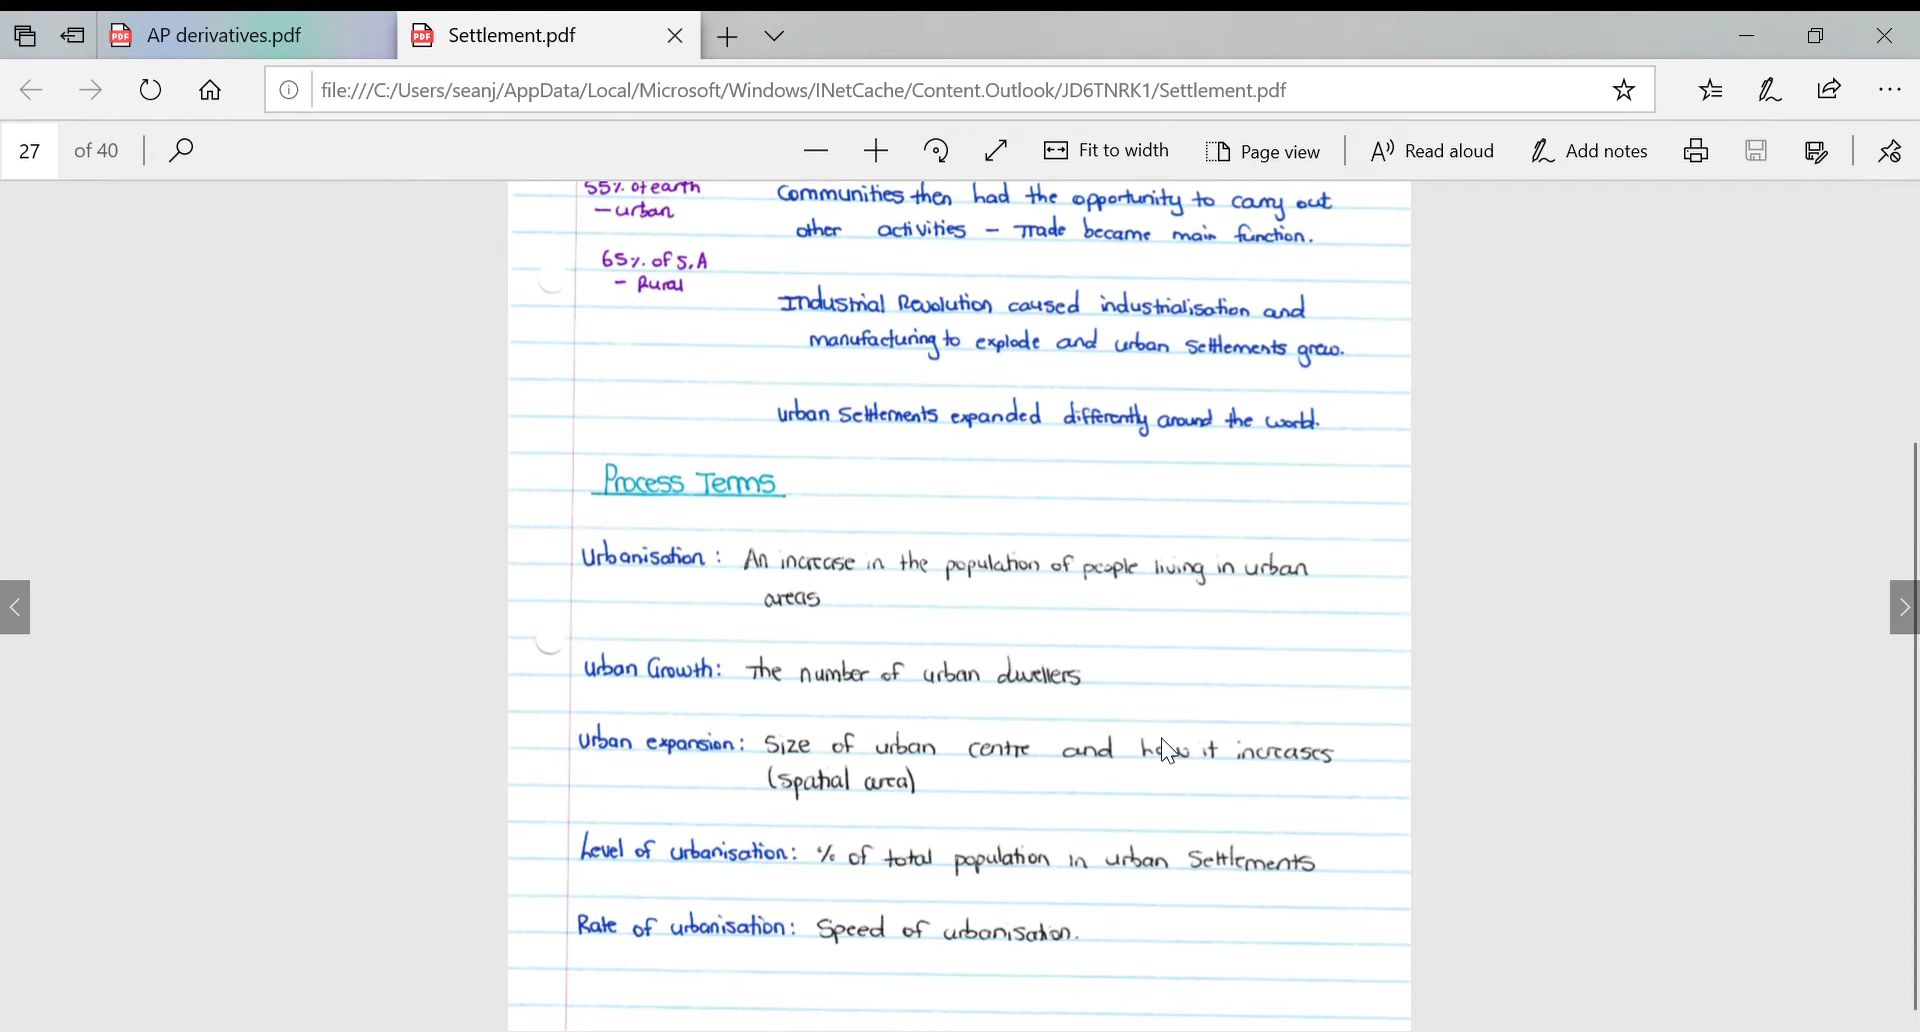 AP derivatives.pdf
Settlement.pdf
file:///C:/Users/seanj/AppData/Local/Microsoft/Windows/INetCache/Content.Outlook/JD6TNRK1/Settlement.pdf
27 of 40
Fit to width
Page view
Read aloud
Add notes
55% of earth
- urban
Communities then had the opportunity to carry out
other activities - Trade became main function.
65% of S.A
- Rural
Industrial Revolution caused industrialisation and
manufacturing to explode and urban settlements grew.
urban settlements expanded differently around the world.
Process Terms
Urbanisation : An increase in the population of people living in urban
areas
Urban Growth: The number of urban dwellers
Urban expansion: Size of urban centre and how it increases
(spatial area)
Level of urbanisation: % of total population in urban Settlements
Rate of urbanisation: Speed of urbanisation.